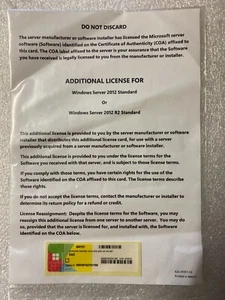 DO NOT DISCARD
The server manufacturer or software installer has licensed the Microsoft server
software (Software) identified on the Certificate of Authenticity (COA) affixed to
this card. The COA label affixed to the server is your assurance that the Software
you have received is legally licensed to you from the manufacturer or installer.
ADDITIONAL LICENSE FOR
Windows Server 2012 Standard
Or
Windows Server 2012 R2 Standard
This additional license is provided to you by the server manufacturer or software
installer that distributes this additional license card, for use with a server
previously acquired from a server manufacturer or software installer.
This additional license is provided to you under the license terms for the
Software you received with that server, and is subject to those license terms.
If you comply with those terms, you have certain rights for the use of the
Software identified on the COA affixed to this card. The license terms describe
these rights.
If you do not accept the license terms, contact the manufacturer or installer to
determine its return policy for a refund or credit.
License Reassignment: Despite the license terms for the Software, you may
reassign this additional license from one server to another server. You may do
so, provided that the server is licensed for, and installed with, the Software
identified on the COA below.